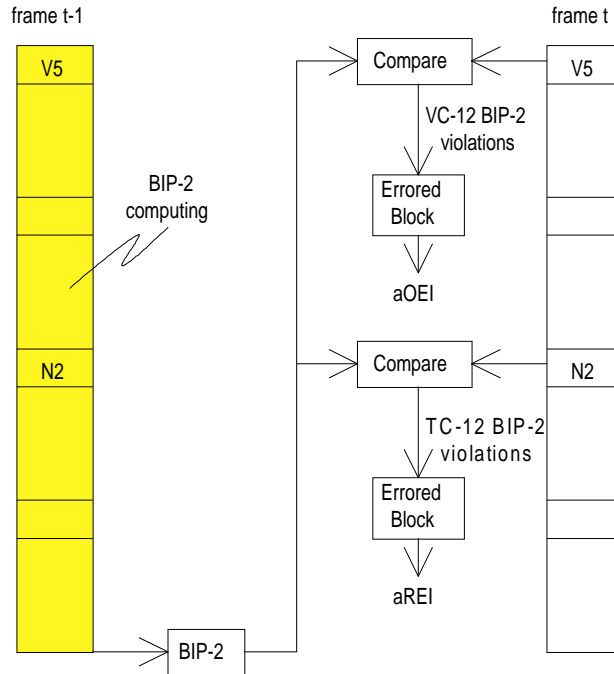 frame t-1
frame t
V5
Compare
V5
VC-12 BIP-2
violations
BIP-2
computing
Errored
Block
aOEI
N2
Compare
N2
TC-12 BIP-2
violations
Errored
Block
aREI
BIP-2